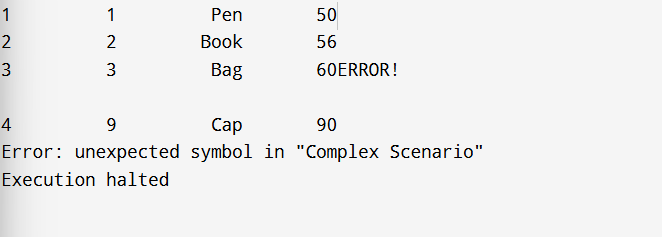 1 1 Pen 50
2 2 Book 56
3 3 Bag 60ERROR!
4 9 Cap 90
Error: unexpected symbol in "Complex Scenario"
Execution halted